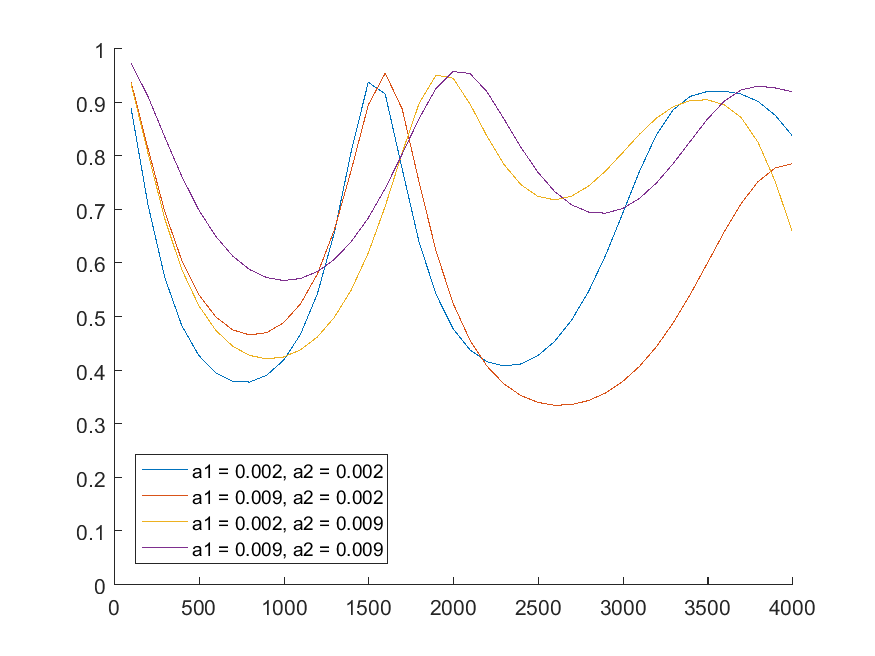 1
0.9
0.8
0.7
0.6
0.5
0.4
0.3
0.2
0.1
0
a1 = 0.002, a2 = 0.002
a1 = 0.009, a2 = 0.002
a1 = 0.002, a2 = 0.009
a1 = 0.009, a2 = 0.009
0 500 1000 1500 2000 2500 3000 3500 4000